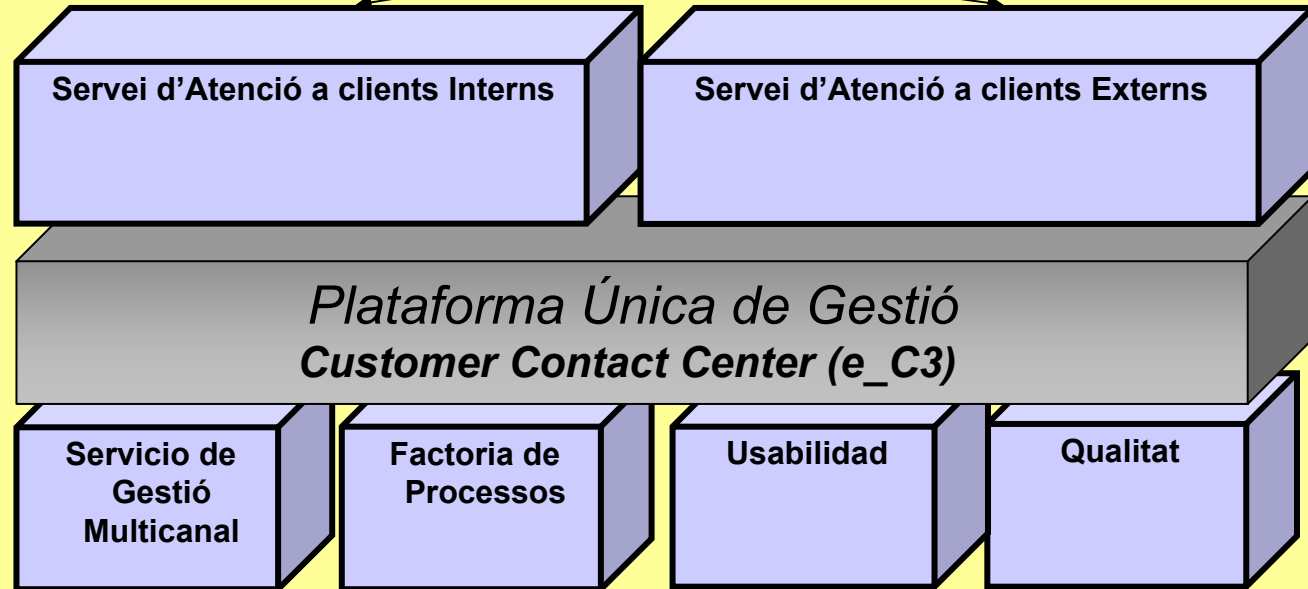 Servei d’Atenció a clients Interns
Servei d’Atenció a clients Externs
Plataforma Única de Gestió
Customer Contact Center (e_C3)
Servicio de
Gestió
Multicanal
Factoria de
Processos
Usabilidad
Qualitat